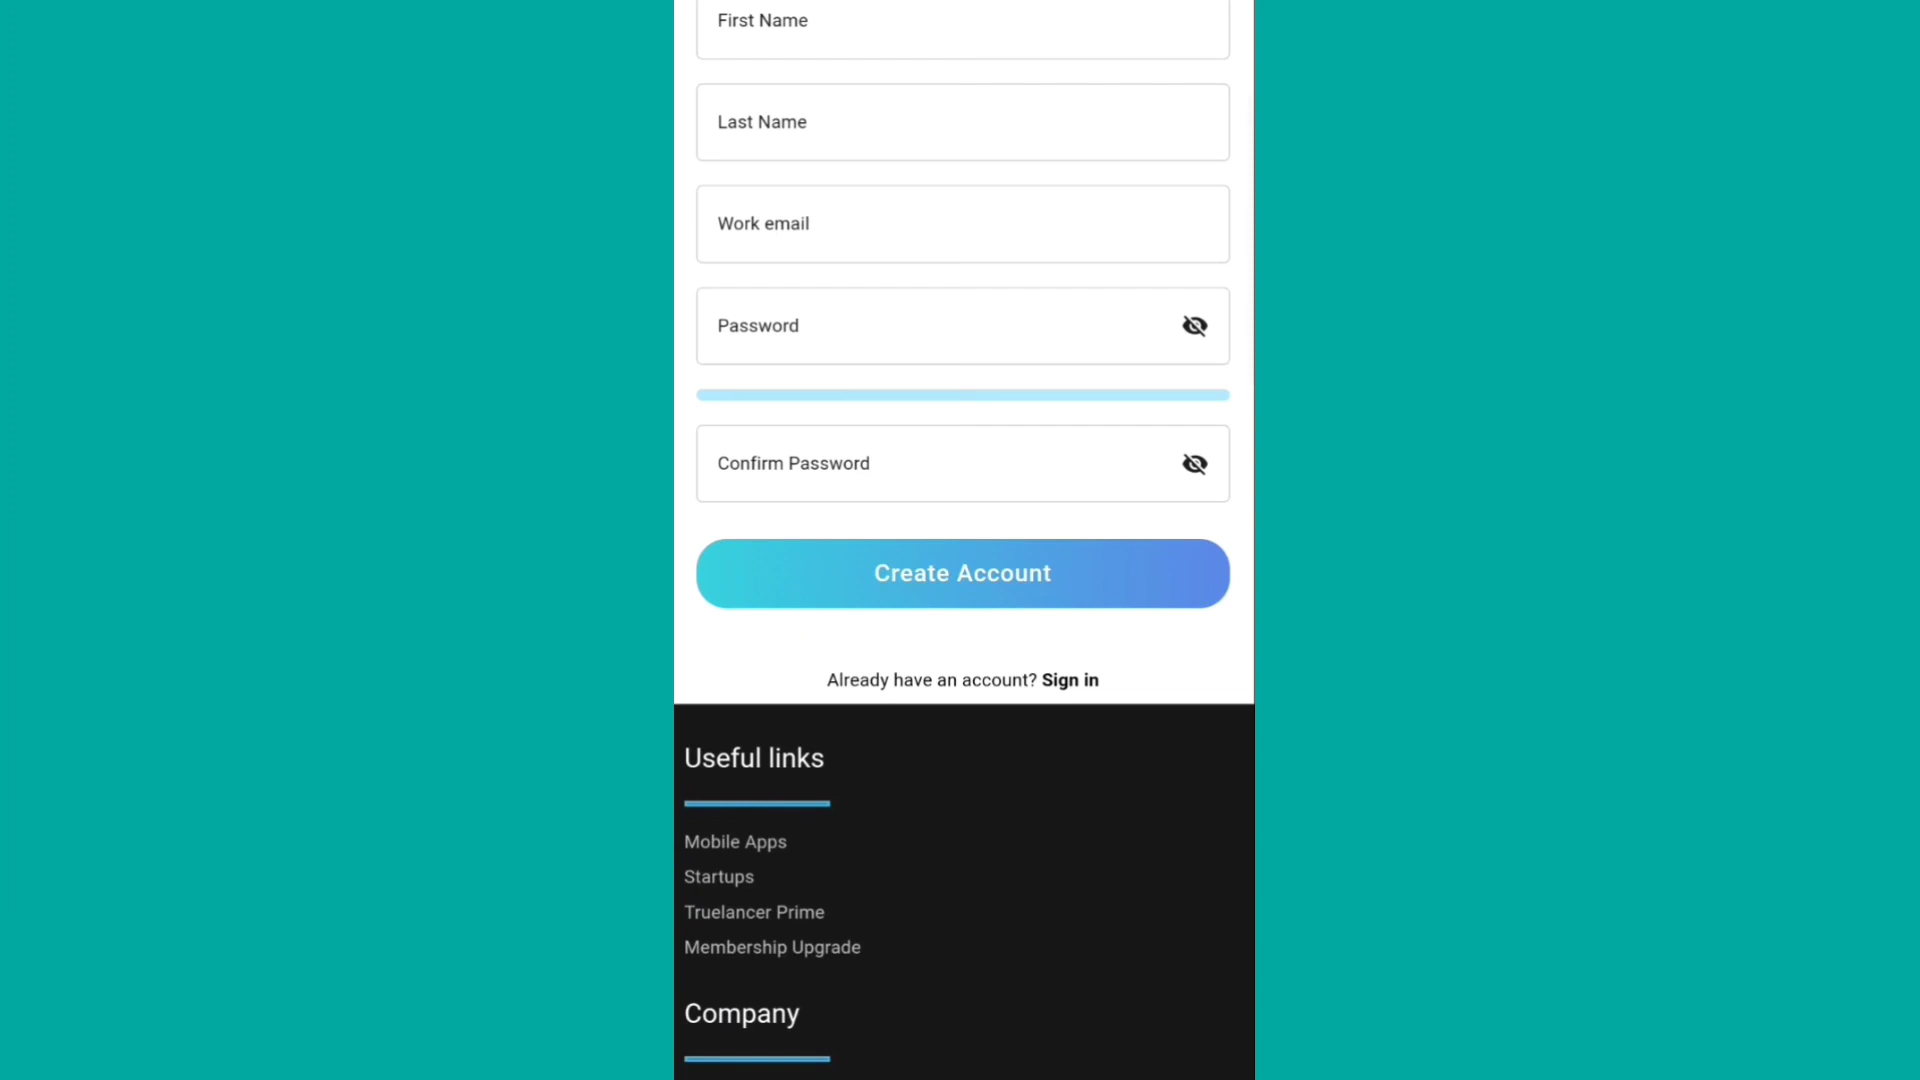 First Name
Last Name
Work email
Password
Confirm Password
Create Account
Already have an account? Sign in
Useful links
Mobile Apps
Startups
Truelancer Prime
Membership Upgrade
Company